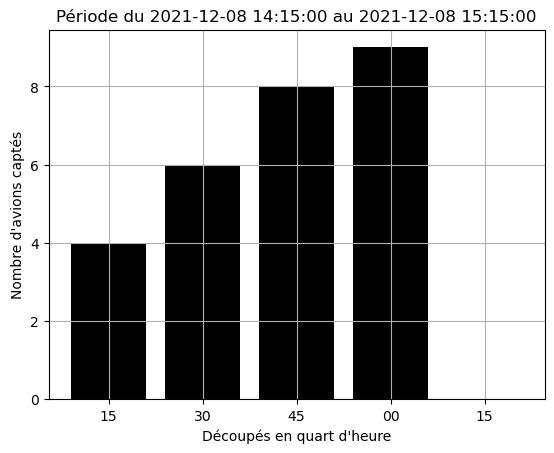 Période du 2021-12-08 14:15:00 au 2021-12-08 15:15:00
Nombre d'avions captés
8
6
4
2
0
15 30 45 00 15
Découpés en quart d'heure